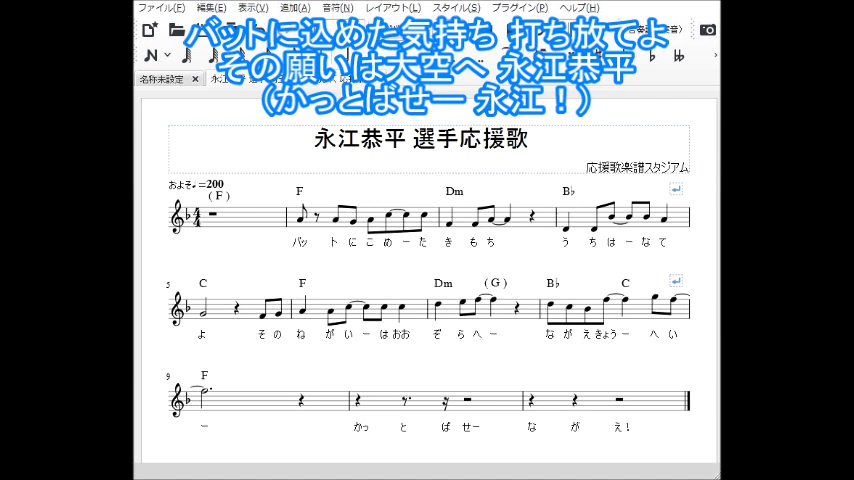 ファイル(F) 編集(E) 表示(V) 追加(A) 音符(N) レイアウト(L) スタイル(S) プラグイン(P) ヘルプ(H)
バットに込めた気持ち 打ち放てよ
その願いは大空へ 永江恭平
(かっとばせー 永江！)
名称未設定
永江恭平 選手応援歌
応援歌楽譜スタジアム
およそ♩=200
( F ) F Dm B♭
バッ トに こ め ー た き も ち う ち は ー な て
5 C F Dm ( G ) B♭ C
よ そ の ね が い ー は おお ぞ ら へ ー な が え きょう ー へ い
9 F
ー かっ と ば せー な が え！